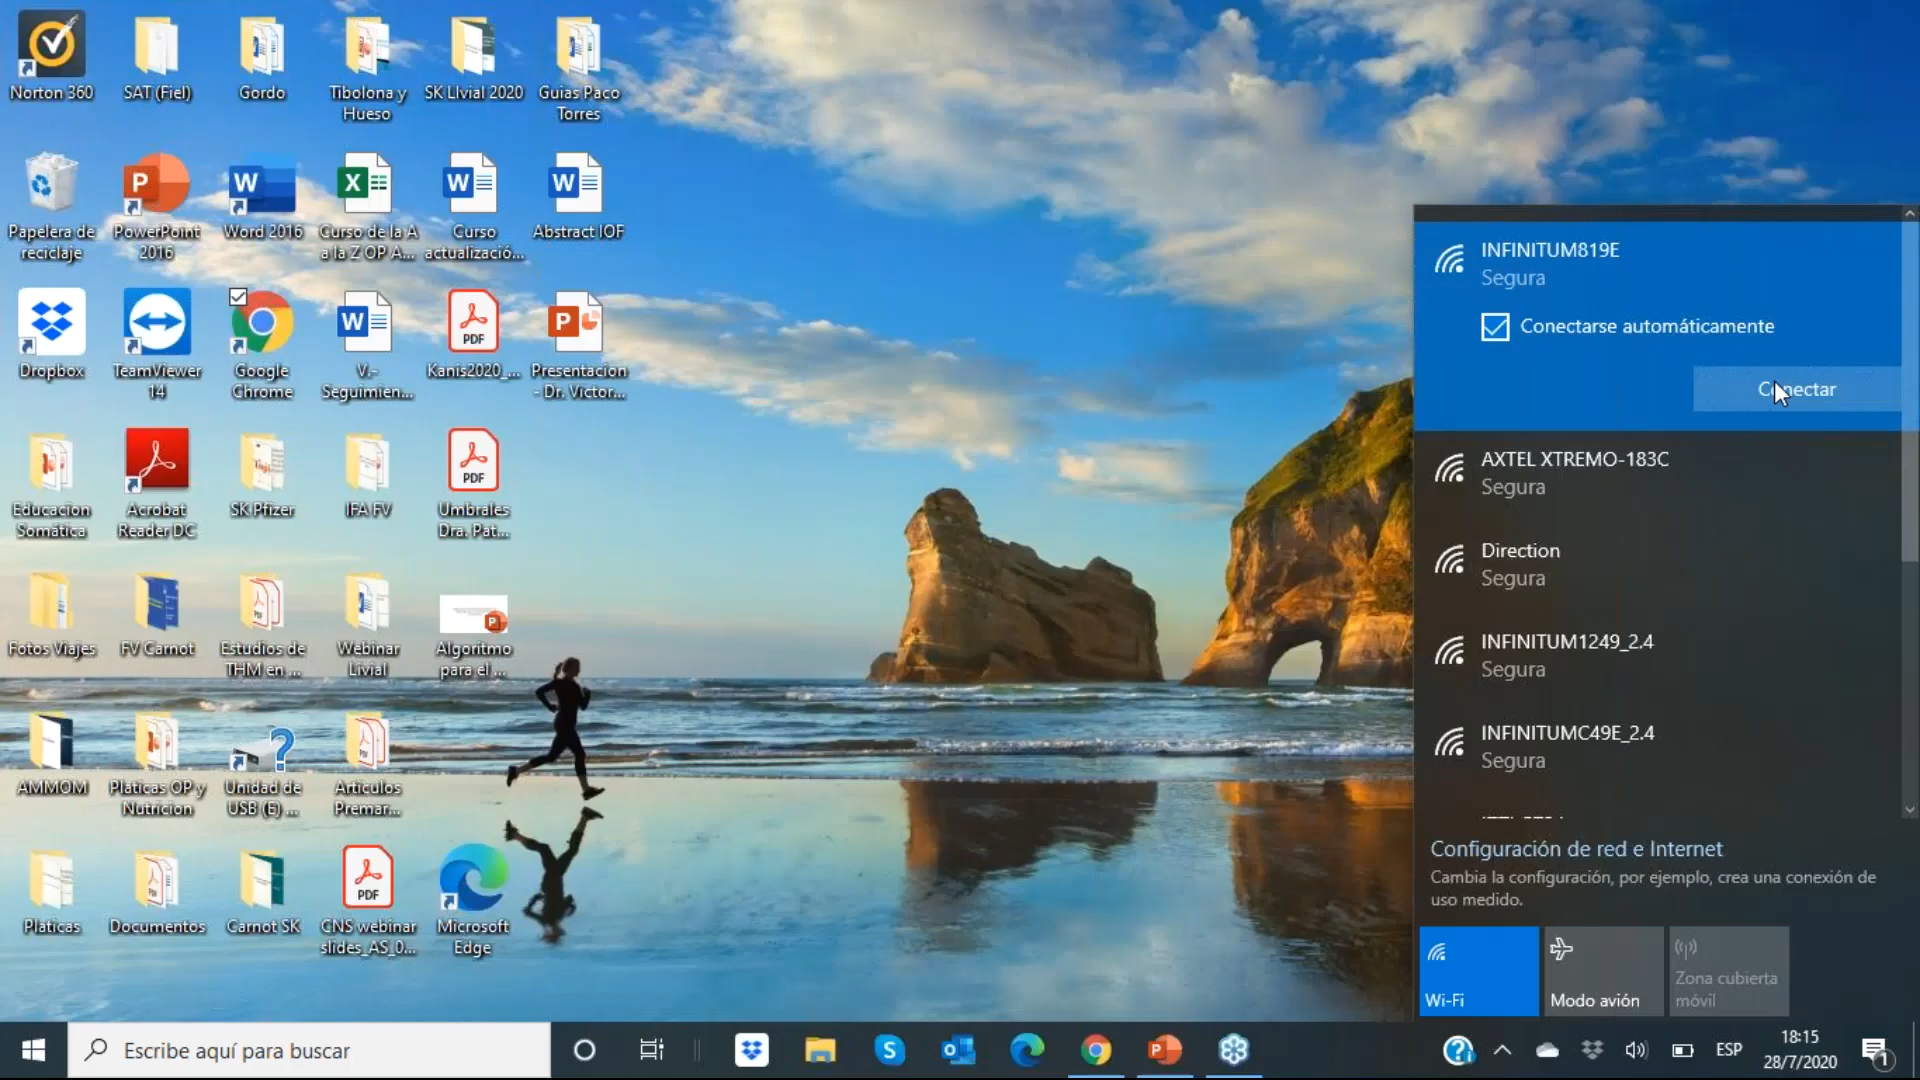 Norton 360
SAT (Fiel)
Gordo
Tibolona y
Hueso
SK LIvial 2020
Guias Paco
Torres
Papelera de
reciclaje
PowerPoint
2016
Word 2016
Curso de la A
a la Z OP A...
Curso
actualizació...
Abstract IOF
Dropbox
TeamViewer
14
Google
Chrome
V.-
Seguimien...
PDF
Kanis2020_...
Presentacion
- Dr. Victor...
Educacion
Somática
Acrobat
Reader DC
SK Pfizer
IFA FV
PDF
Umbrales
Dra. Pat...
Fotos Viajes
FV Carnot
Estudios de
THM en ...
Webinar
Livial
Algoritmo
para el ...
AMMOM
Platicas OP y
Nutricion
Unidad de
USB (E) ...
Articulos
Premar...
Platicas
Documentos
Carnot SK
PDF
CNS webinar
slides_AS_0...
Microsoft
Edge
INFINITUM819E
Segura
Conectarse automáticamente
Conectar
AXTEL XTREMO-183C
Segura
Direction
Segura
INFINITUM1249_2.4
Segura
INFINITUMC49E_2.4
Segura
Configuración de red e Internet
Cambia la configuración, por ejemplo, crea una conexión de
uso medido.
Wi-Fi
Modo avión
Zona cubierta
móvil
Escribe aquí para buscar
ESP
18:15
28/7/2020
1